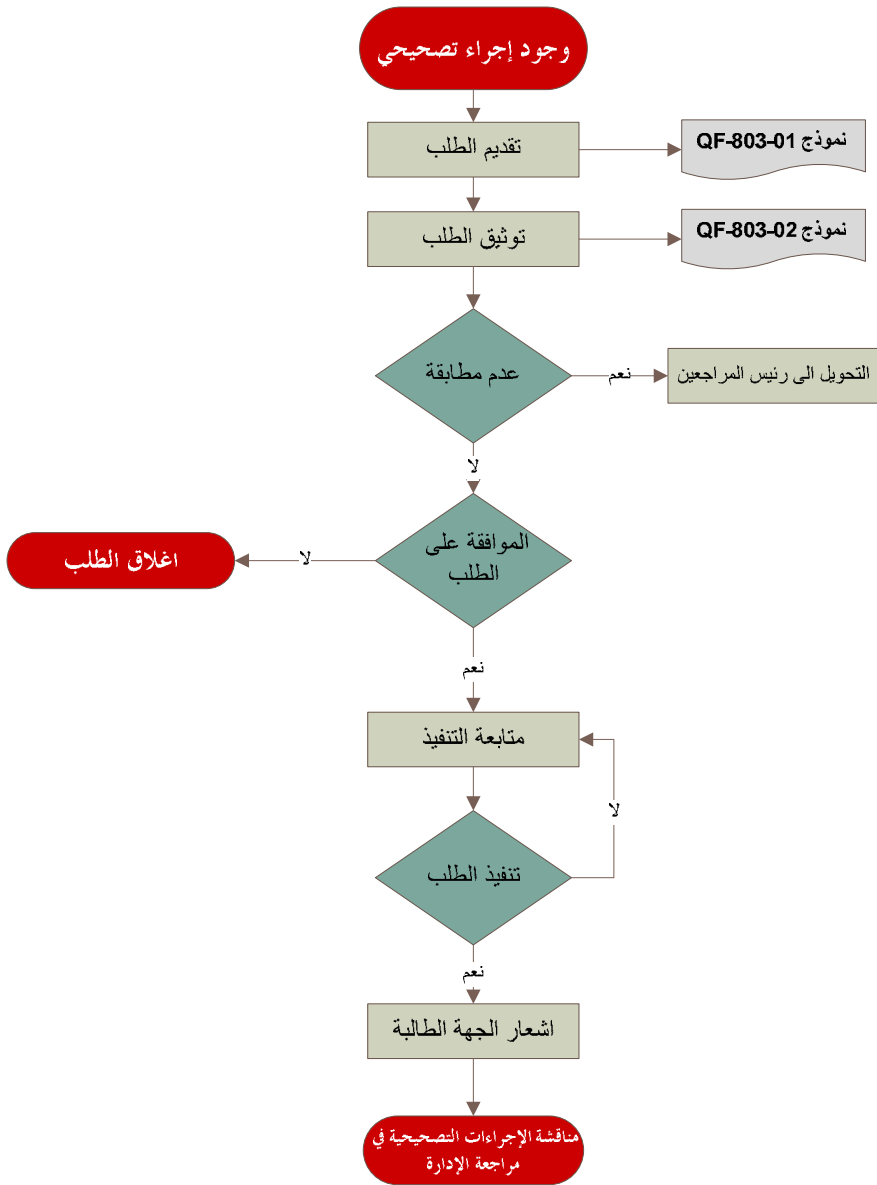 وجود إجراء تصحيحي
تقديم الطلب
نموذج QF-803-01
توثيق الطلب
نموذج QF-803-02
عدم مطابقة
نعم
التحويل الى رئيس المراجعين
لا
الموافقة على
الطلب
لا
اغلاق الطلب
نعم
متابعة التنفيذ
لا
تنفيذ الطلب
نعم
اشعار الجهة الطالبة
مناقشة الإجراءات التصحيحية في
مراجعة الإدارة